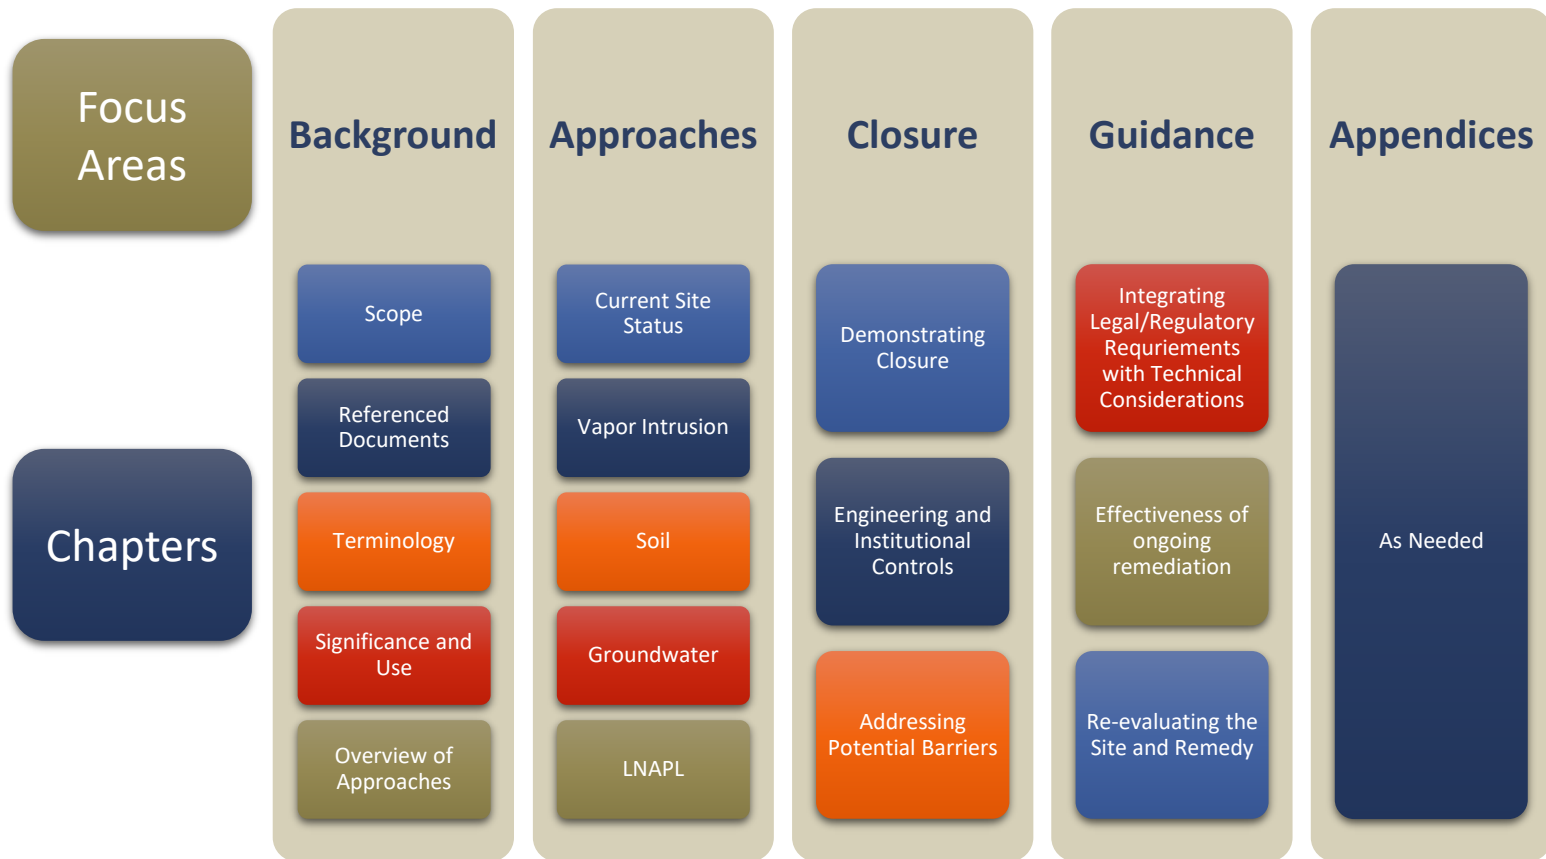 Focus
Areas
Chapters
Background
Scope
Referenced
Documents
Terminology
Significance and
Use
Overview of
Approaches
Approaches
Current Site
Status
Vapor Intrusion
Soil
Groundwater
LNAPL
Closure
Demonstrating
Closure
Engineering and
Institutional
Controls
Addressing
Potential Barriers
Guidance
Integrating
Legal/Regulatory
Requriements
with Technical
Considerations
Effectiveness of
ongoing
remediation
Re-evaluating the
Site and Remedy
Appendices
As Needed